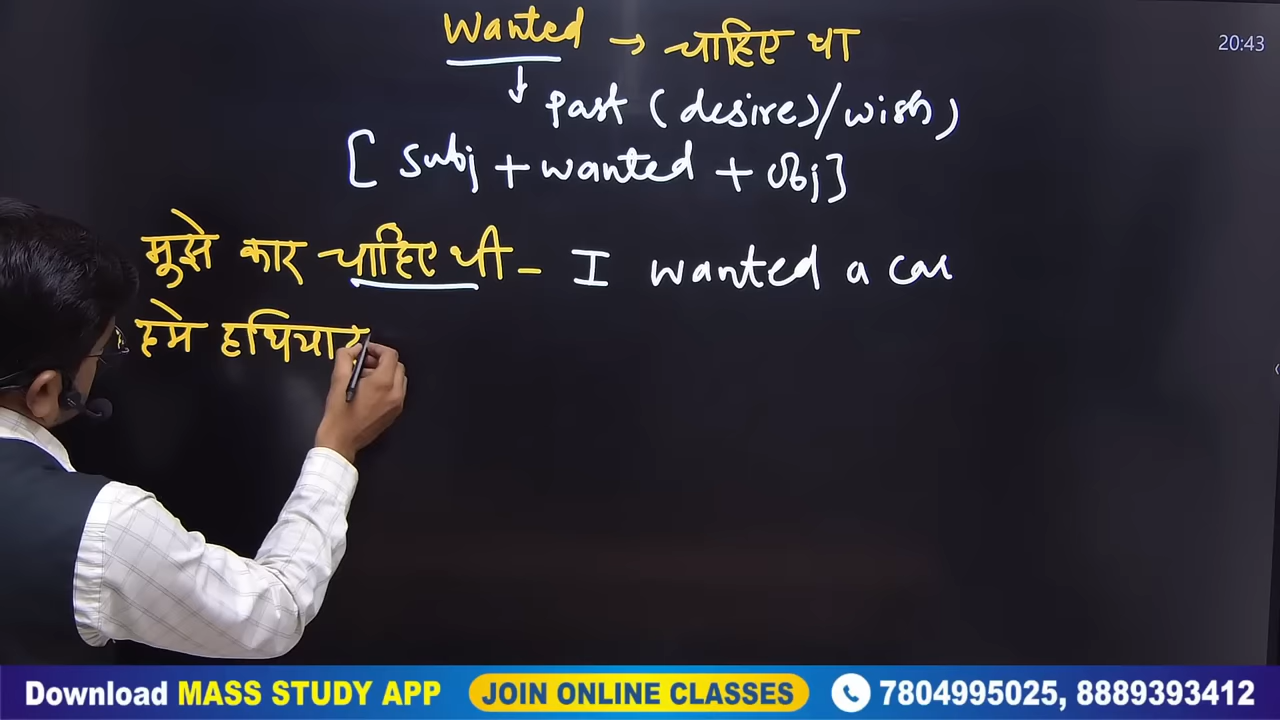 Wanted → चाहिए था
20:43
↓ Past (desire)/wish)
[Subj + wanted + Obj]
मुझे कार चाहिए थी - I wanted a car
हमे हथियार
Download MASS STUDY APP JOIN ONLINE CLASSES 7804995025, 8889393412